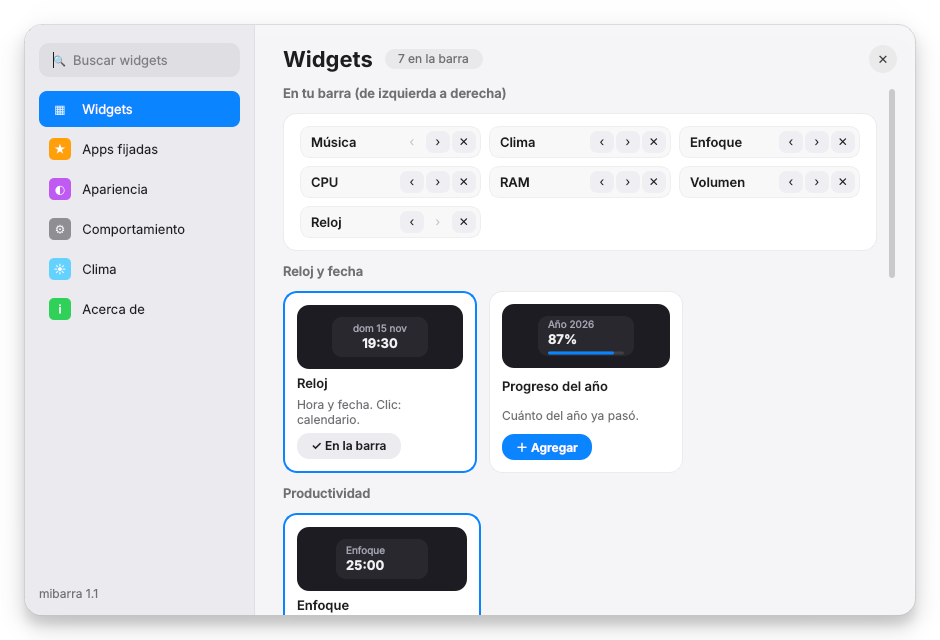 Buscar widgets
Widgets
Apps fijadas
Apariencia
Comportamiento
Clima
Acerca de
mibarra 1.1
Widgets
7 en la barra
En tu barra (de izquierda a derecha)
Música
Clima
Enfoque
CPU
RAM
Volumen
Reloj
Reloj y fecha
dom 15 nov
19:30
Reloj
Hora y fecha. Clic:
calendario.
✓ En la barra
Año 2026
87%
Progreso del año
Cuánto del año ya pasó.
+ Agregar
Productividad
Enfoque
25:00
Enfoque